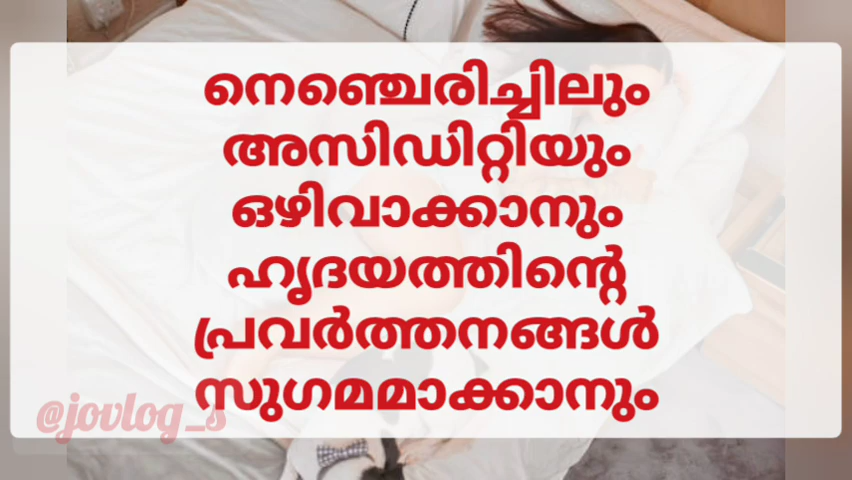 നെഞ്ചെരിച്ചിലും
അസിഡിറ്റിയും
ഒഴിവാക്കാനും
ഹൃദയത്തിന്റെ
പ്രവർത്തനങ്ങൾ
സുഗമമാക്കാനും
@jovlog_s